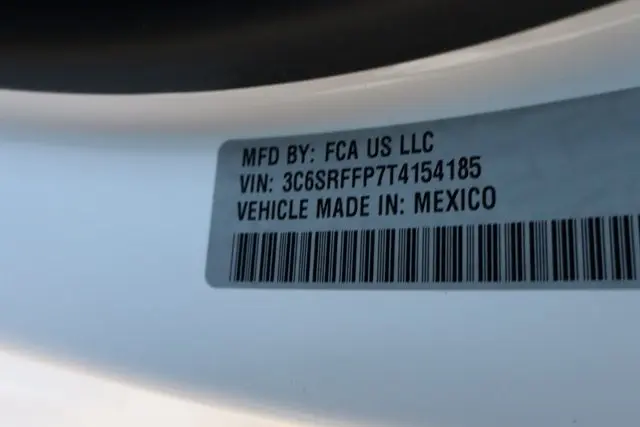 MFD BY: FCA US LLC
VIN: 3C6SRFFP7T4154185
VEHICLE MADE IN: MEXICO